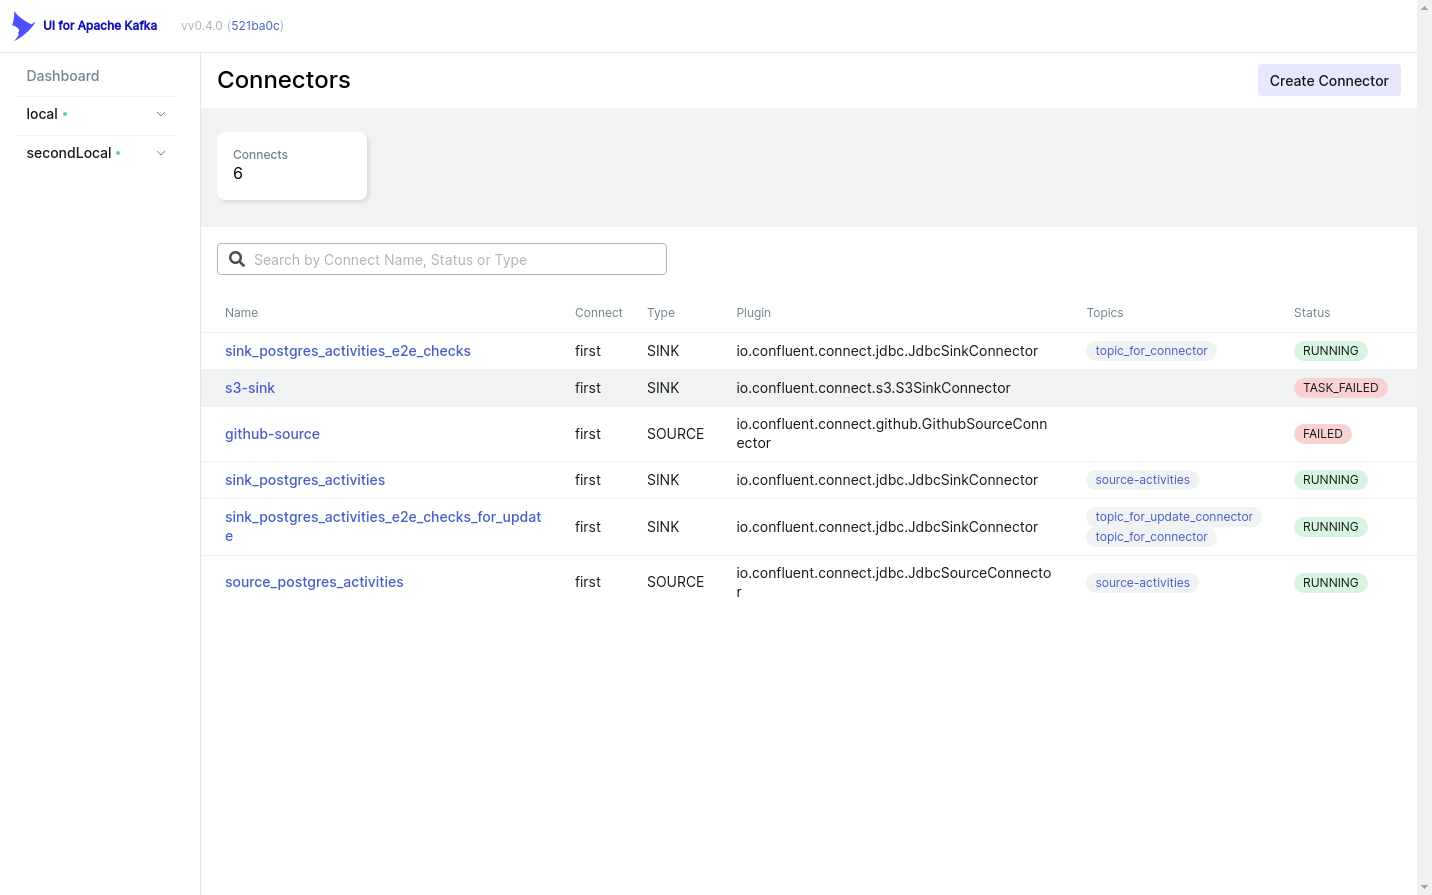 UI for Apache Kafka vv0.4.0 (521ba0c)
Dashboard
local
secondLocal
Connectors
Create Connector
Connects
6
Search by Connect Name, Status or Type
Name Connect Type Plugin Topics Status
sink_postgres_activities_e2e_checks first SINK io.confluent.connect.jdbc.JdbcSinkConnector topic_for_connector RUNNING
s3-sink first SINK io.confluent.connect.s3.S3SinkConnector TASK_FAILED
github-source first SOURCE io.confluent.connect.github.GithubSourceConn
ector FAILED
sink_postgres_activities first SINK io.confluent.connect.jdbc.JdbcSinkConnector source-activities RUNNING
sink_postgres_activities_e2e_checks_for_updat
e first SINK io.confluent.connect.jdbc.JdbcSinkConnector topic_for_update_connector
topic_for_connector RUNNING
source_postgres_activities first SOURCE io.confluent.connect.jdbc.JdbcSourceConnecto
r source-activities RUNNING